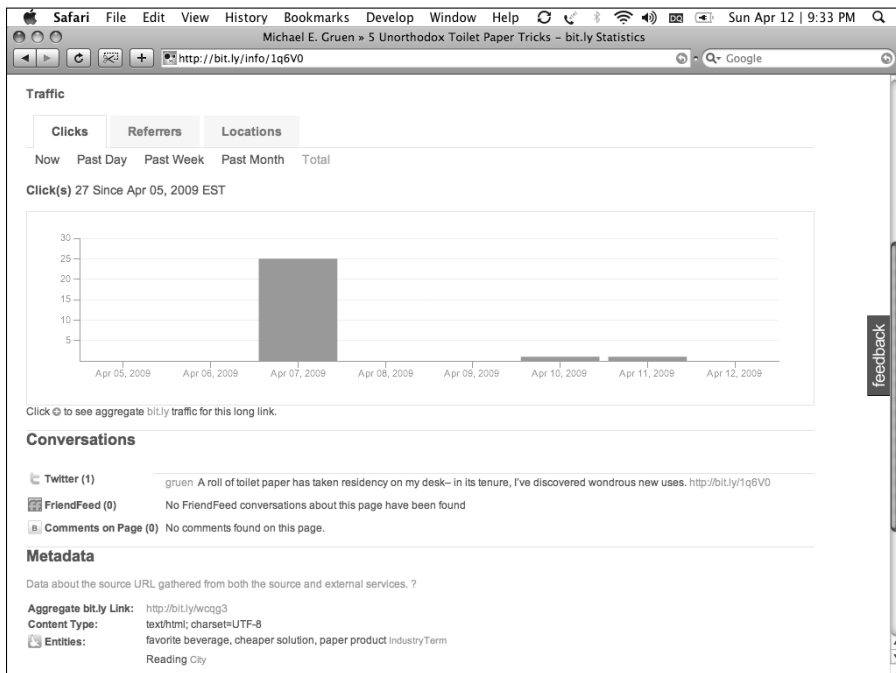 Safari File Edit View History Bookmarks Develop Window Help DQ Sun Apr 12 | 9:33 PM
Michael E. Gruen » 5 Unorthodox Toilet Paper Tricks – bit.ly Statistics
http://bit.ly/info/1q6V0 Google
Traffic
Clicks Referrers Locations
Now Past Day Past Week Past Month Total
Click(s) 27 Since Apr 05, 2009 EST
30
25
20
15
10
5
Apr 05, 2009 Apr 06, 2009 Apr 07, 2009 Apr 08, 2009 Apr 09, 2009 Apr 10, 2009 Apr 11, 2009 Apr 12, 2009
feedback
Click to see aggregate bit.ly traffic for this long link.
Conversations
Twitter (1) gruen A roll of toilet paper has taken residency on my desk– in its tenure, I've discovered wondrous new uses. http://bit.ly/1q6V0
FriendFeed (0) No FriendFeed conversations about this page have been found
B Comments on Page (0) No comments found on this page.
Metadata
Data about the source URL gathered from both the source and external services. ?
Aggregate bit.ly Link: http://bit.ly/wcqg3
Content Type: text/html; charset=UTF-8
Entities: favorite beverage, cheaper solution, paper product IndustryTerm
Reading City